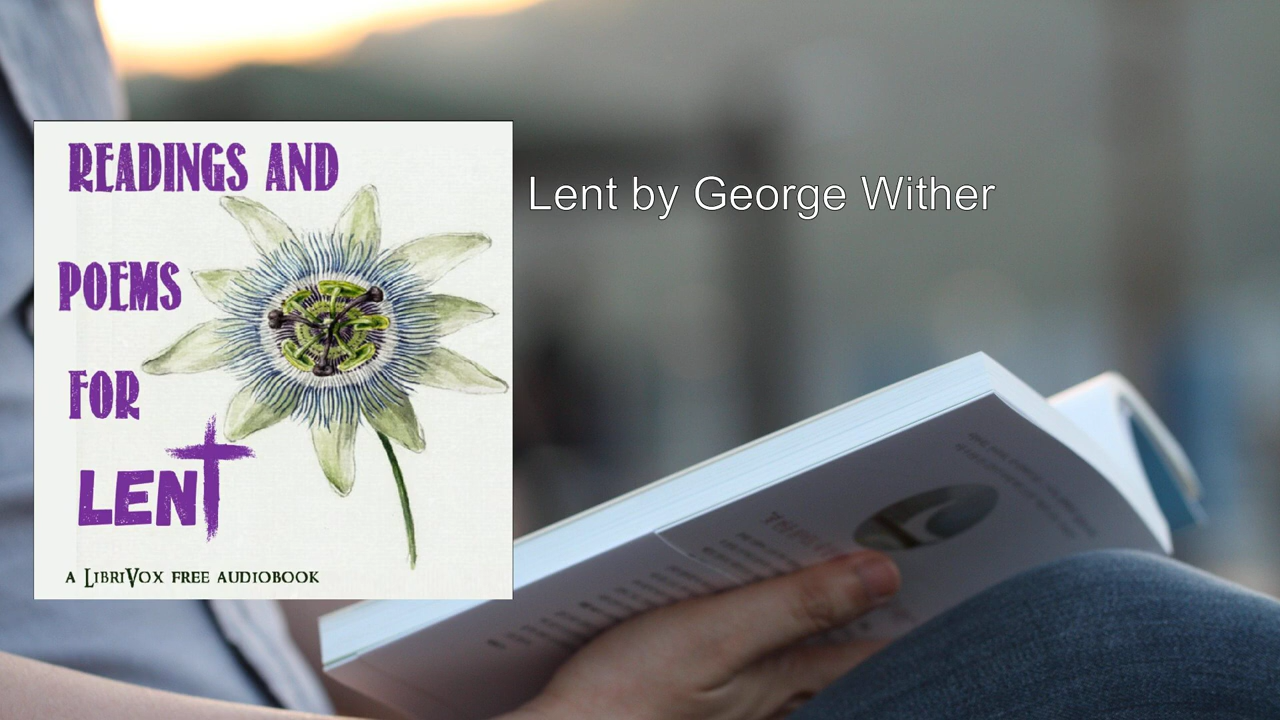 READINGS AND
POEMS
FOR
LENT
A LIBRIVOX FREE AUDIOBOOK
Lent by George Wither